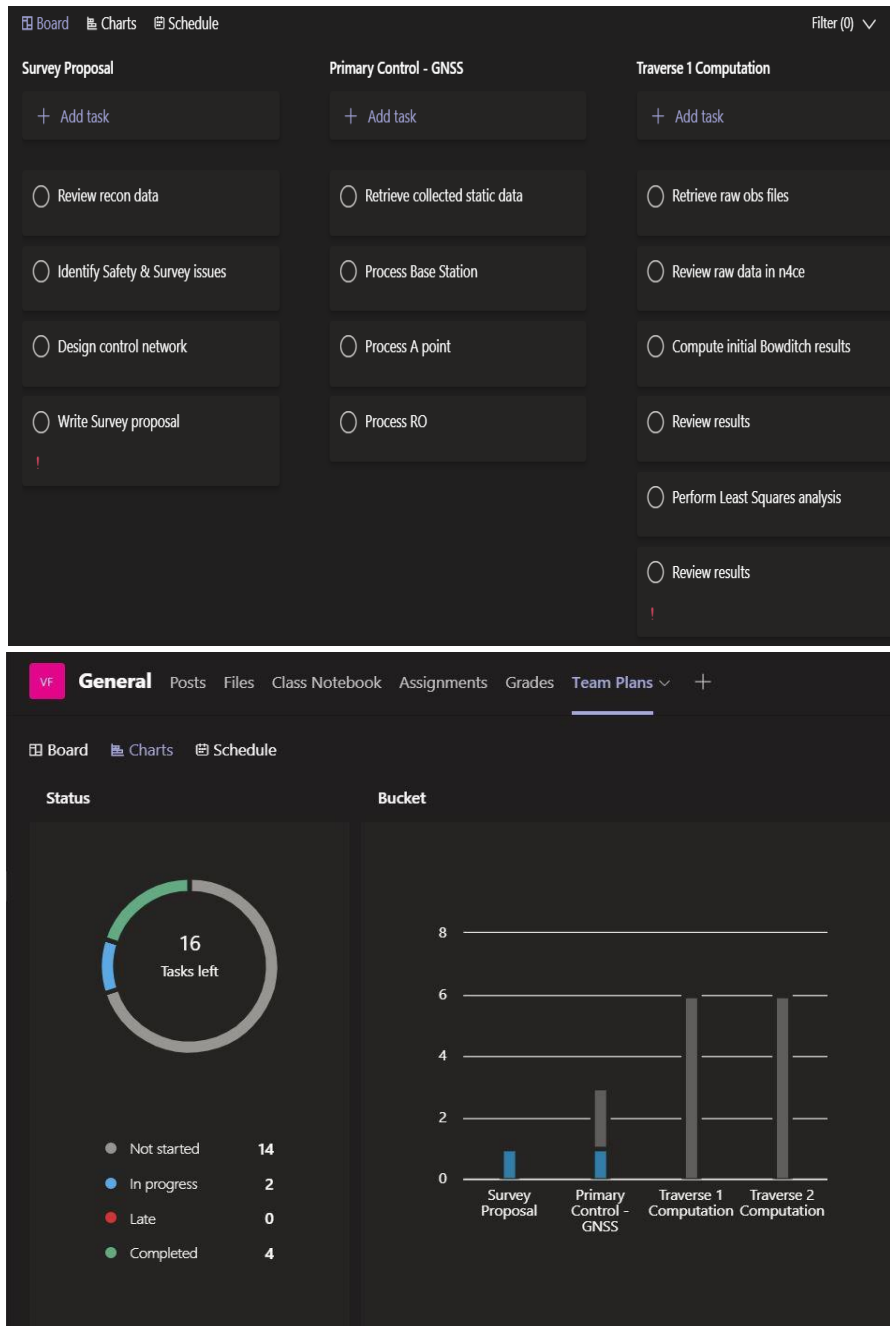 Board Charts Schedule Filter (0)
Survey Proposal
+ Add task
Review recon data
Identify Safety & Survey issues
Design control network
Write Survey proposal
!
Primary Control - GNSS
+ Add task
Retrieve collected static data
Process Base Station
Process A point
Process RO
Traverse 1 Computation
+ Add task
Retrieve raw obs files
Review raw data in n4ce
Compute initial Bowditch results
Review results
Perform Least Squares analysis
Review results
!
VF General Posts Files Class Notebook Assignments Grades Team Plans +
Board Charts Schedule
Status
16
Tasks left
Not started 14
In progress 2
Late 0
Completed 4
Bucket
8
6
4
2
0
Survey
Proposal
Primary
Control -
GNSS
Traverse 1
Computation
Traverse 2
Computation